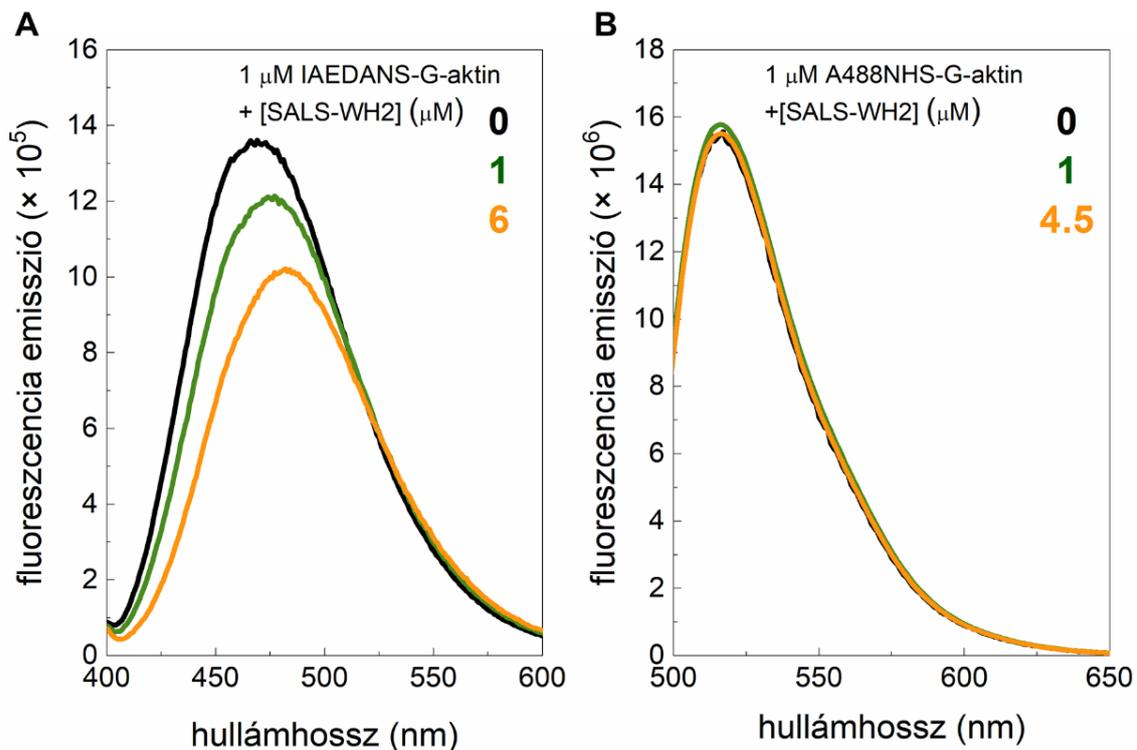 A
fluoreszcencia emisszió (× 10⁵)
16
14
12
10
8
6
4
2
0
1 μM IAEDANS-G-aktin
+ [SALS-WH2] (μM)
0
1
6
400 450 500 550 600
hullámhossz (nm)
B
fluoreszcencia emisszió (× 10⁶)
18
16
14
12
10
8
6
4
2
0
1 μM A488NHS-G-aktin
+[SALS-WH2] (μM)
0
1
4.5
500 550 600 650
hullámhossz (nm)